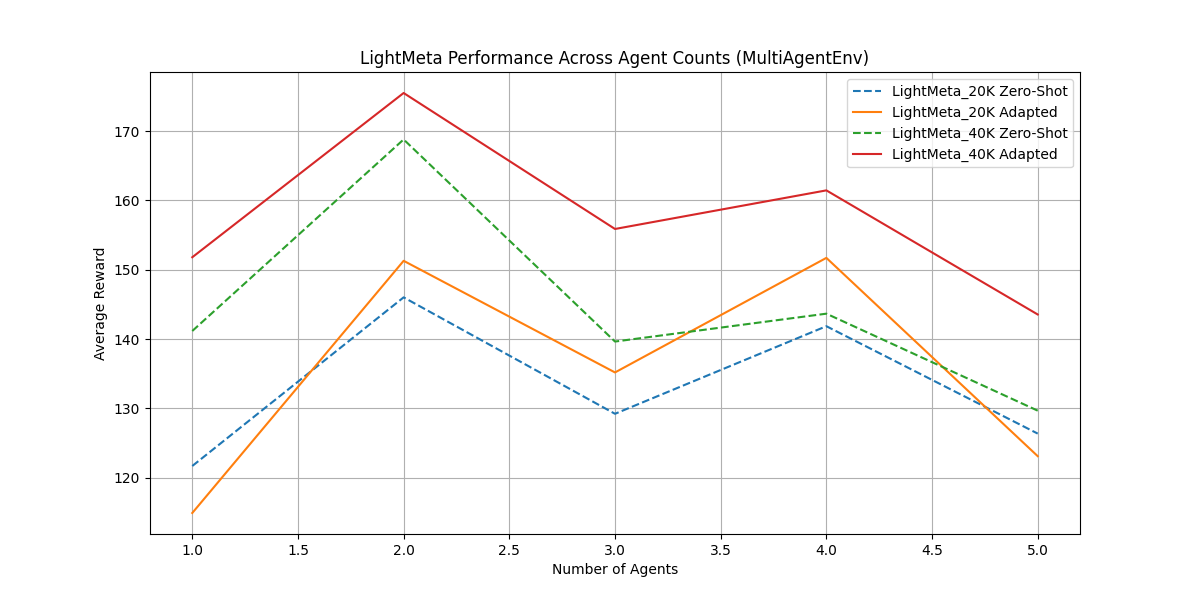 LightMeta Performance Across Agent Counts (MultiAgentEnv)
LightMeta_20K Zero-Shot
LightMeta_20K Adapted
LightMeta_40K Zero-Shot
LightMeta_40K Adapted
Average Reward
170
160
150
140
130
120
1.0 1.5 2.0 2.5 3.0 3.5 4.0 4.5 5.0
Number of Agents